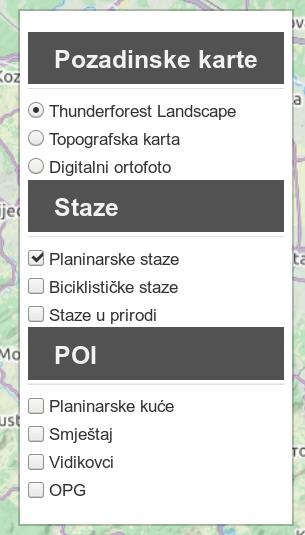 Pozadinske karte
Thunderforest Landscape
Topografska karta
Digitalni ortofoto
Staze
Planinarske staze
Biciklističke staze
Staze u prirodi
POI
Planinarske kuće
Smještaj
Vidikovci
OPG